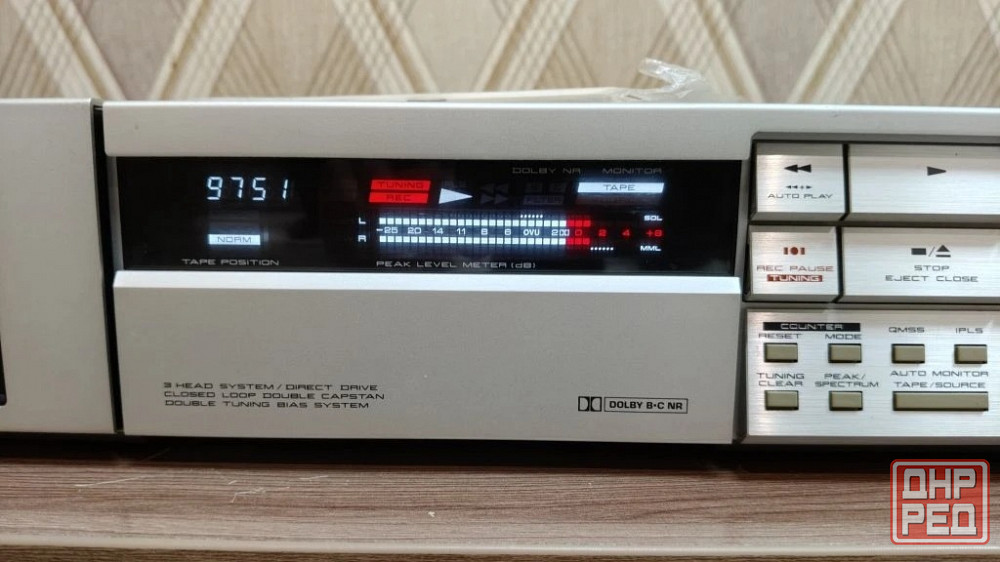 DOLBY NR MONITOR
9751
TUNING
REC
TAPE
L
SOL
-25 20 14 11 8 6 0VU 200 0 2 4 +8
R
MML
NORM
TAPE POSITION
PEAK LEVEL METER (dB)
3 HEAD SYSTEM / DIRECT DRIVE
CLOSED LOOP DOUBLE CAPSTAN
DOUBLE TUNING BIAS SYSTEM
DOLBY B·C NR
AUTO PLAY
REC PAUSE
TUNING
STOP
EJECT CLOSE
COUNTER
RESET MODE
QMSS IPLS
TUNING
CLEAR
PEAK/
SPECTRUM
AUTO MONITOR
TAPE/SOURCE
ДНР
РЕД